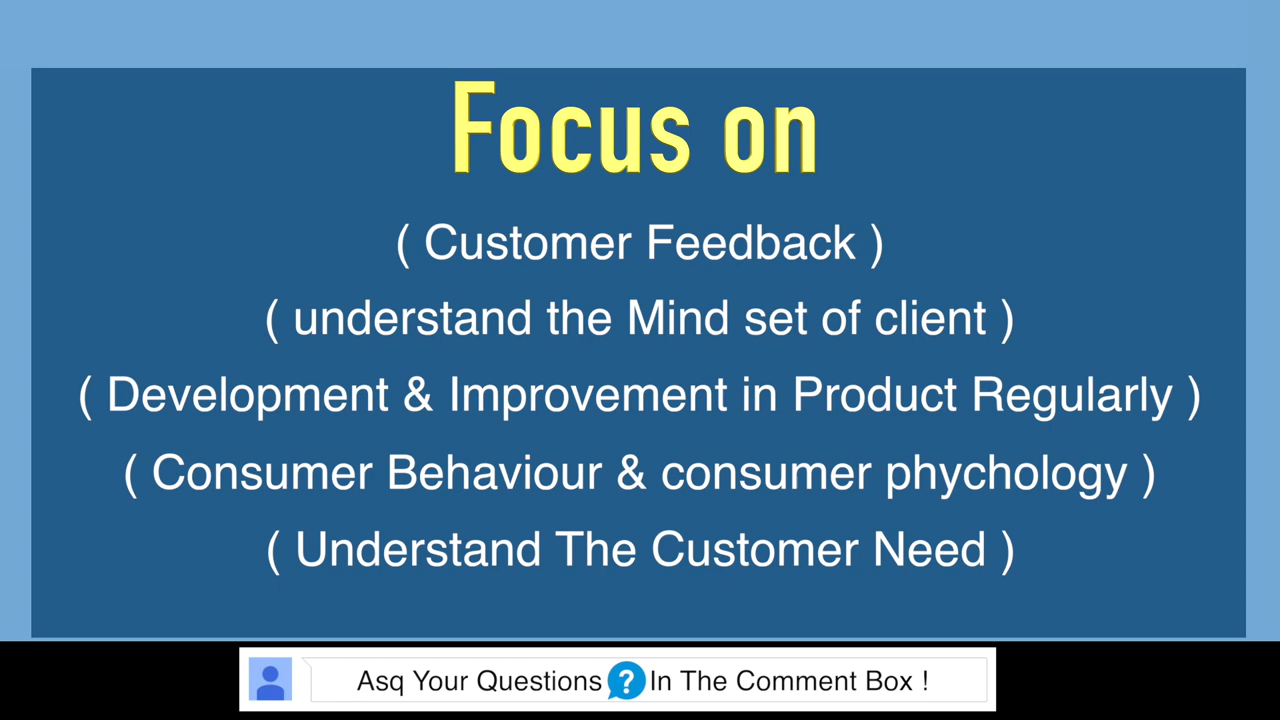 Focus on
( Customer Feedback )
( understand the Mind set of client )
( Development & Improvement in Product Regularly )
( Consumer Behaviour & consumer phychology )
( Understand The Customer Need )
Asq Your Questions ? In The Comment Box !